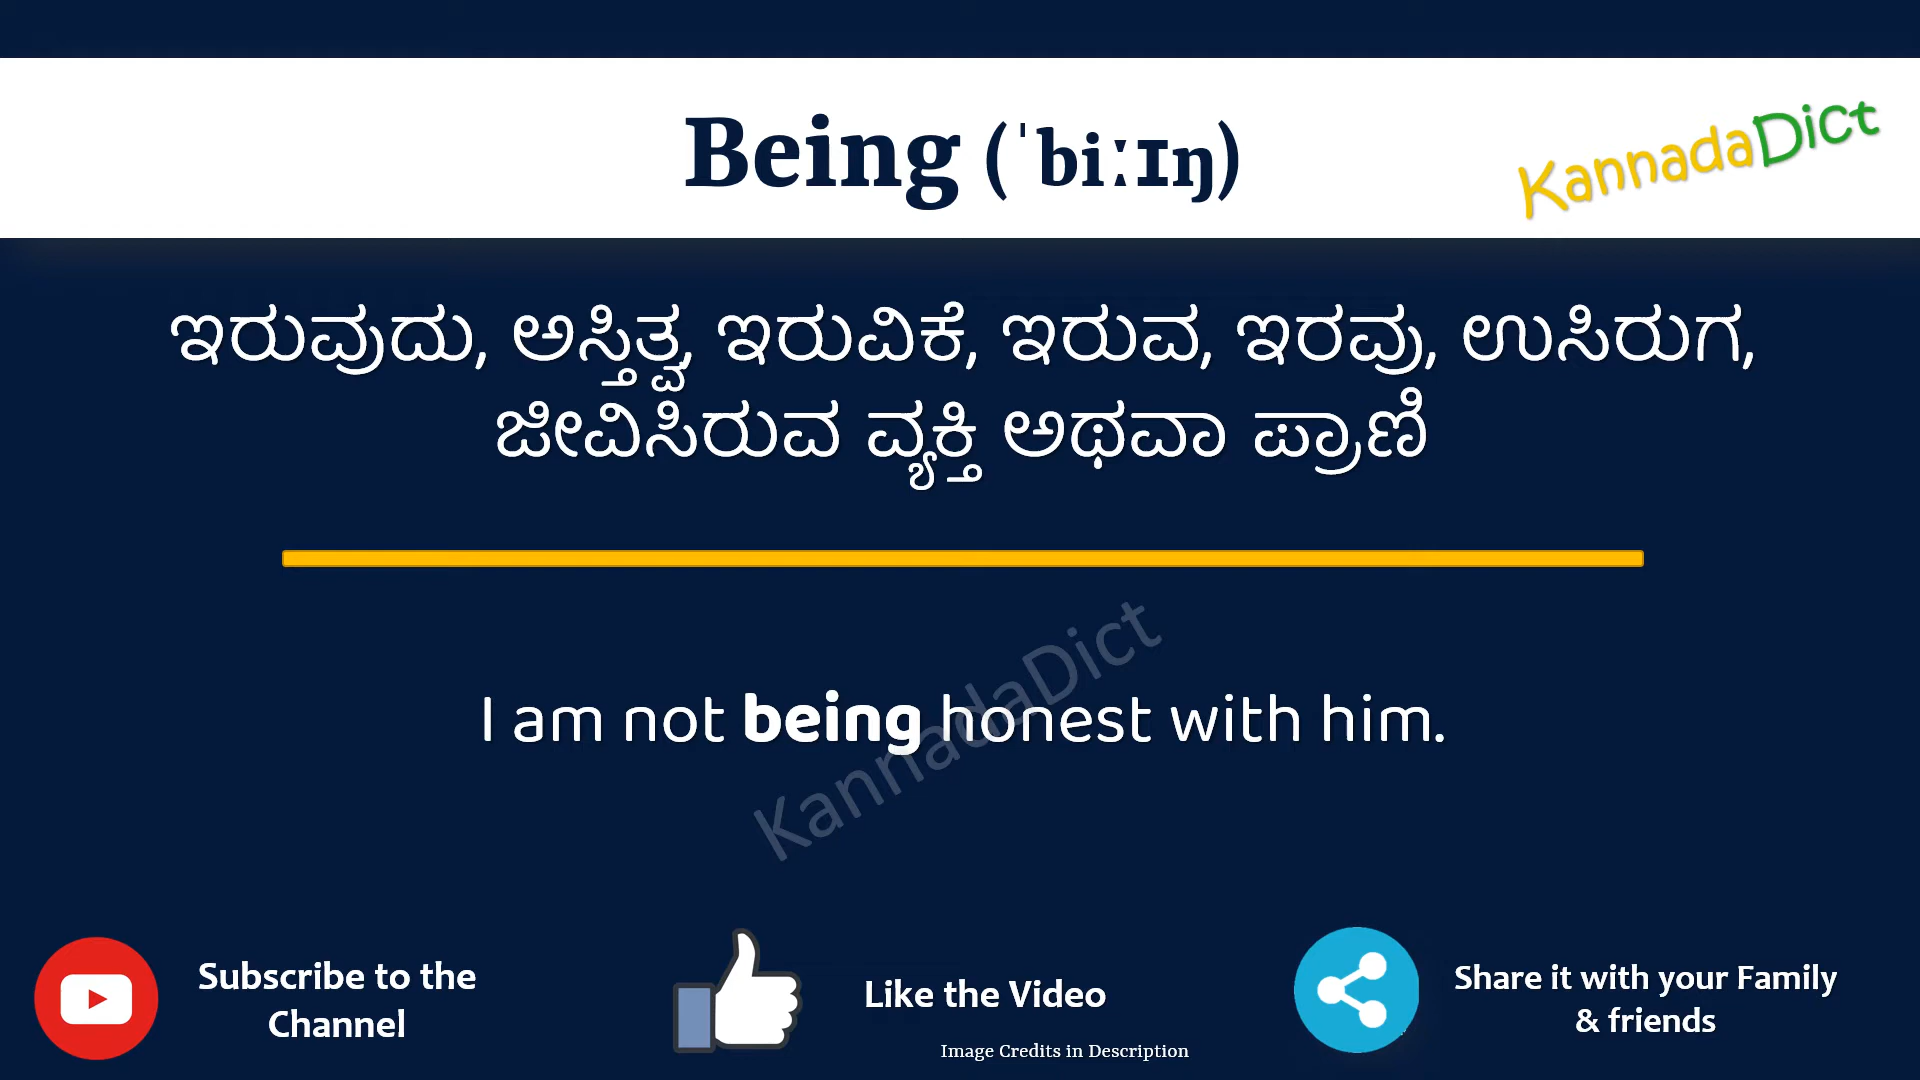 Being (ˈbiːɪŋ)
KannadaDict
ಇರುವುದು, ಅಸ್ತಿತ್ವ, ಇರುವಿಕೆ, ಇರುವ, ಇರವು, ಉಸಿರುಗ,
ಜೀವಿಸಿರುವ ವ್ಯಕ್ತಿ ಅಥವಾ ಪ್ರಾಣಿ
I am not being honest with him.
KannadaDict
Subscribe to the
Channel
Like the Video
Share it with your Family
& friends
Image Credits in Description